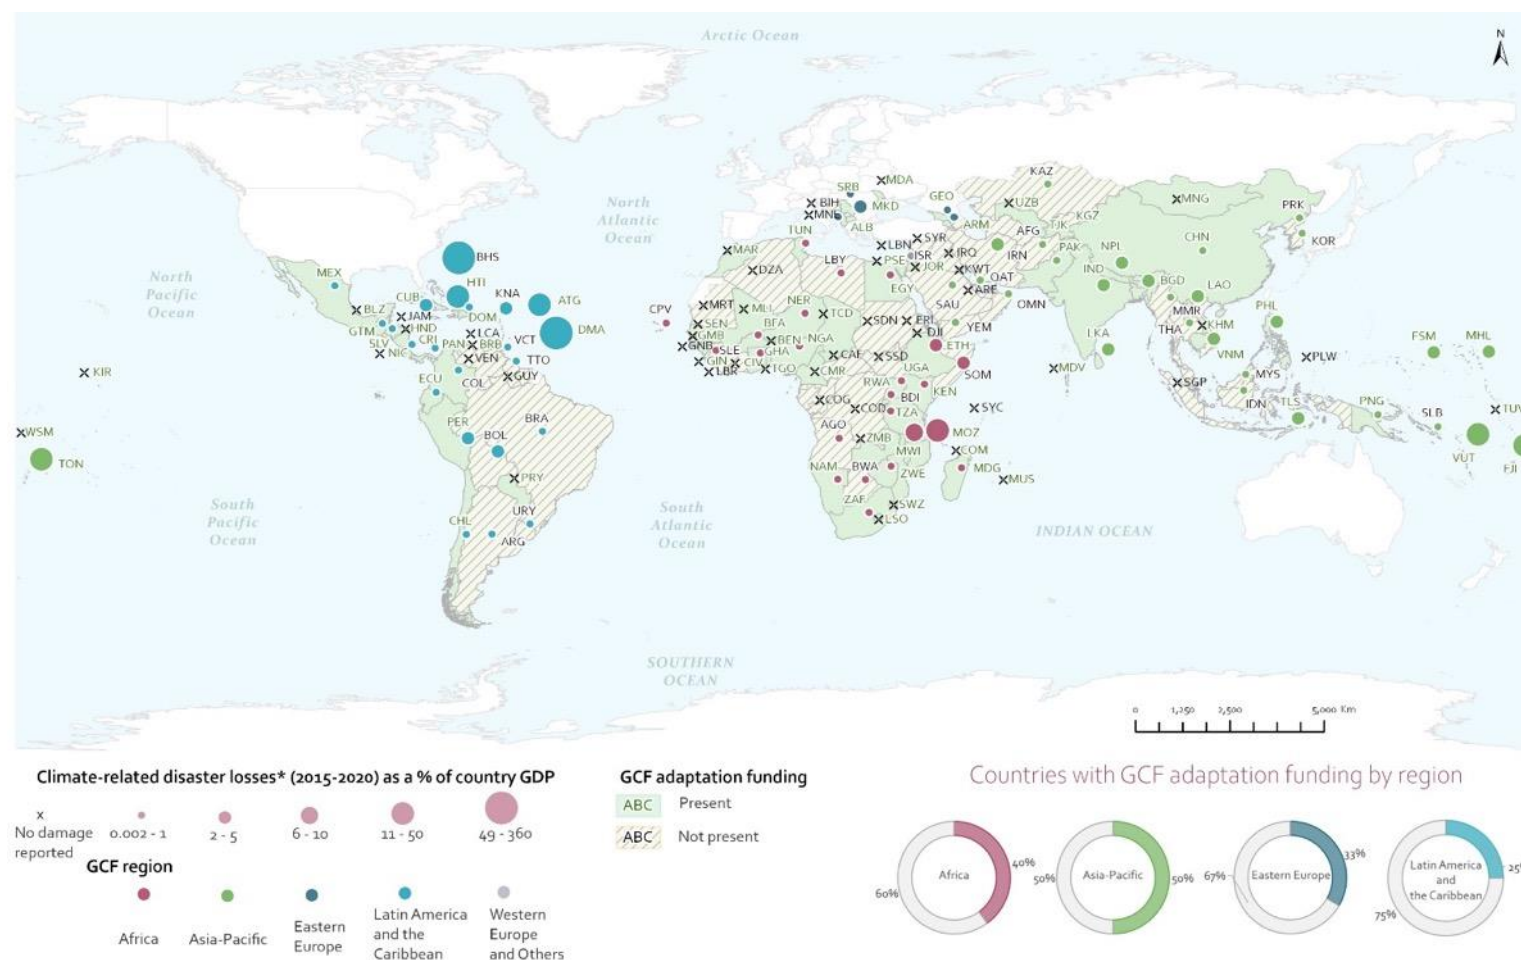 Arctic Ocean
N
KAZ
MDA
SRB
UZB
MNG
BIH
MKD
GEO
PRK
North
Atlantic
Ocean
MNE
ALB
ARM
TJK
KGZ
KOR
TUN
SYR
AFG
CHN
LBN
PAK
NPL
MAR
LBY
PSE
ISR
IRQ
IRN
BHS
JOR
IND
MEX
DZA
KWT
QAT
BGD
LAO
North
Pacific
Ocean
HTI
KNA
ATG
EGY
ARE
CUB
CPV
MRT
NER
SAU
OMN
MMR
PHL
BLZ
JAM
DOM
DMA
MLI
TCD
SDN
ERI
YEM
THA
KHM
GTM
HND
LCA
VCT
SEN
GMB
BFA
DJI
LKA
FSM
MHL
SLV
NIC
CRI
PAN
BRB
GNB
SLE
BEN
NGA
ETH
VNM
VEN
TTO
GIN
CIV
GHA
CAF
SSD
PLW
KIR
ECU
COL
GUY
LBR
TGO
CMR
UGA
SOM
MDV
MYS
RWA
KEN
SGP
BDI
COG
COD
TZA
SYC
IDN
TLS
PNG
SLB
TUV
WSM
PER
BRA
AGO
BOL
ZMB
MOZ
TON
MWI
COM
VUT
FJI
PRY
NAM
BWA
ZWE
MDG
MUS
South
Pacific
Ocean
CHL
URY
ARG
South
Atlantic
Ocean
ZAF
SWZ
LSO
INDIAN OCEAN
SOUTHERN
OCEAN
0 1,250 2,500 5,000 Km
Climate-related disaster losses* (2015-2020) as a % of country GDP
x
No damage
reported
0.002 - 1
2 - 5
6 - 10
11 - 50
49 - 360
GCF region
Africa
Asia-Pacific
Eastern
Europe
Latin America
and the
Caribbean
Western
Europe
and Others
GCF adaptation funding
ABC Present
ABC Not present
Countries with GCF adaptation funding by region
Africa
40%
60%
Asia-Pacific
50%
50%
Eastern Europe
33%
67%
Latin America
and
the Caribbean
25%
75%